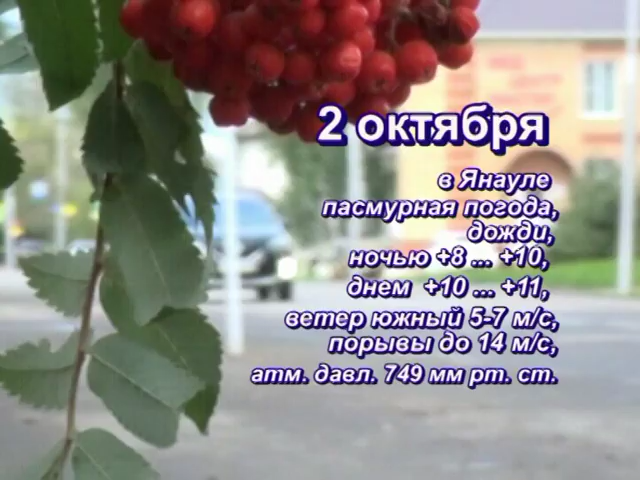 2 октября
в Янауле
пасмурная погода,
дожди,
ночью +8 ... +10,
днем +10 ... +11,
ветер южный 5-7 м/с,
порывы до 14 м/с,
атм. давл. 749 мм рт. ст.